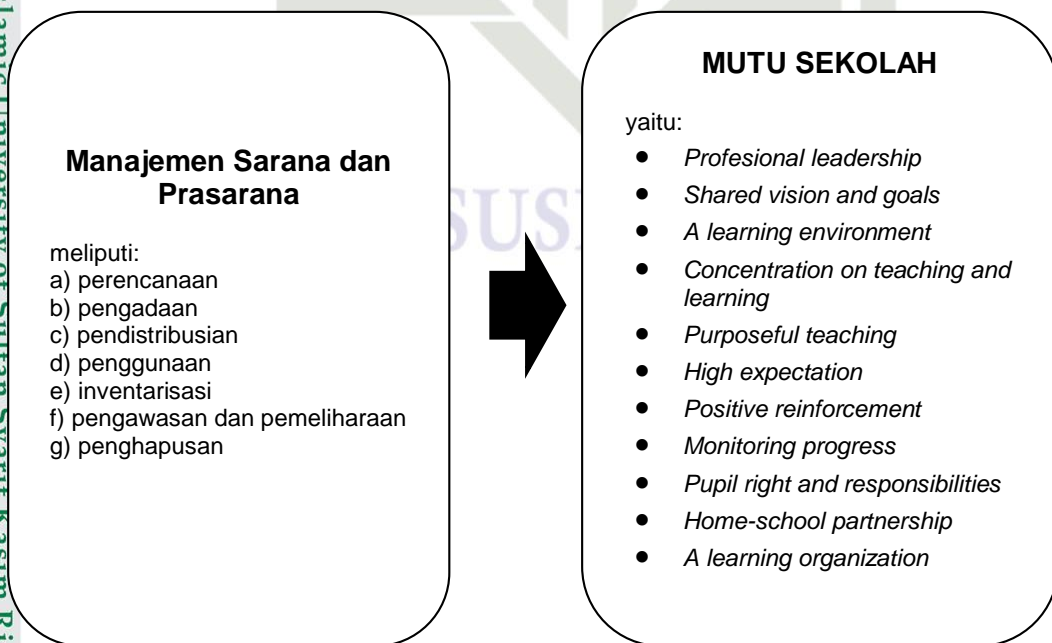 Manajemen Sarana dan
Prasarana
meliputi:
a) perencanaan
b) pengadaan
c) pendistribusian
d) penggunaan
e) inventarisasi
f) pengawasan dan pemeliharaan
g) penghapusan
MUTU SEKOLAH
yaitu:
● Profesional leadership
● Shared vision and goals
● A learning environment
● Concentration on teaching and
learning
● Purposeful teaching
● High expectation
● Positive reinforcement
● Monitoring progress
● Pupil right and responsibilities
● Home-school partnership
● A learning organization